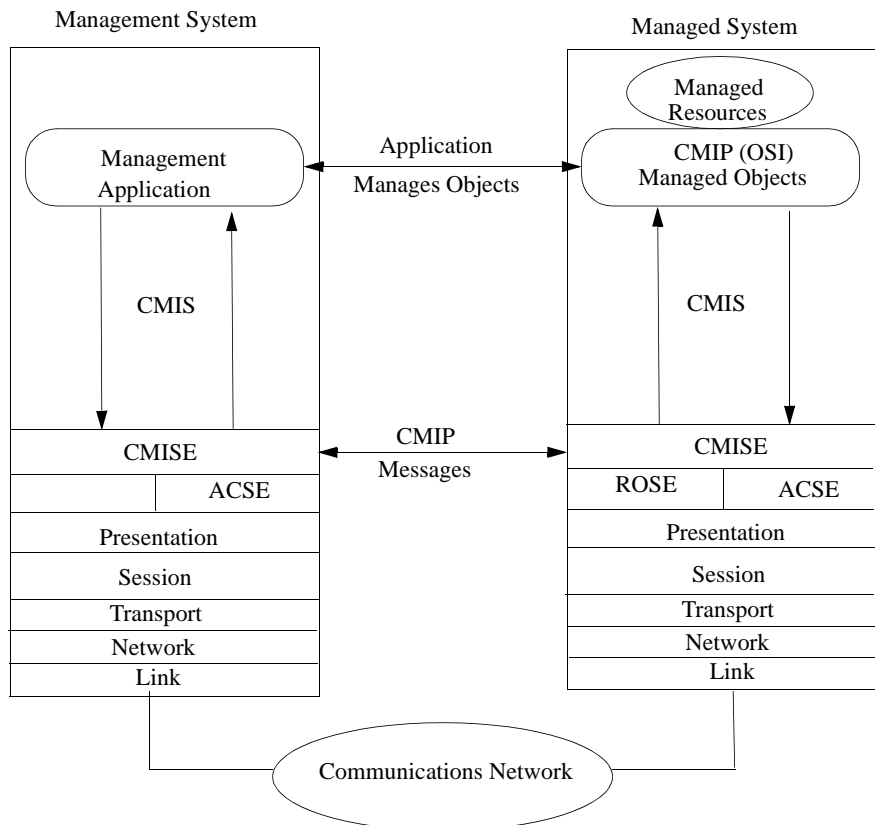 Management System
Managed System
Managed
Resources
Management
Application
Application
Manages Objects
CMIP (OSI)
Managed Objects
CMIS
CMIS
CMISE
CMIP
Messages
CMISE
ACSE
ROSE
ACSE
Presentation
Presentation
Session
Session
Transport
Transport
Network
Network
Link
Link
Communications Network